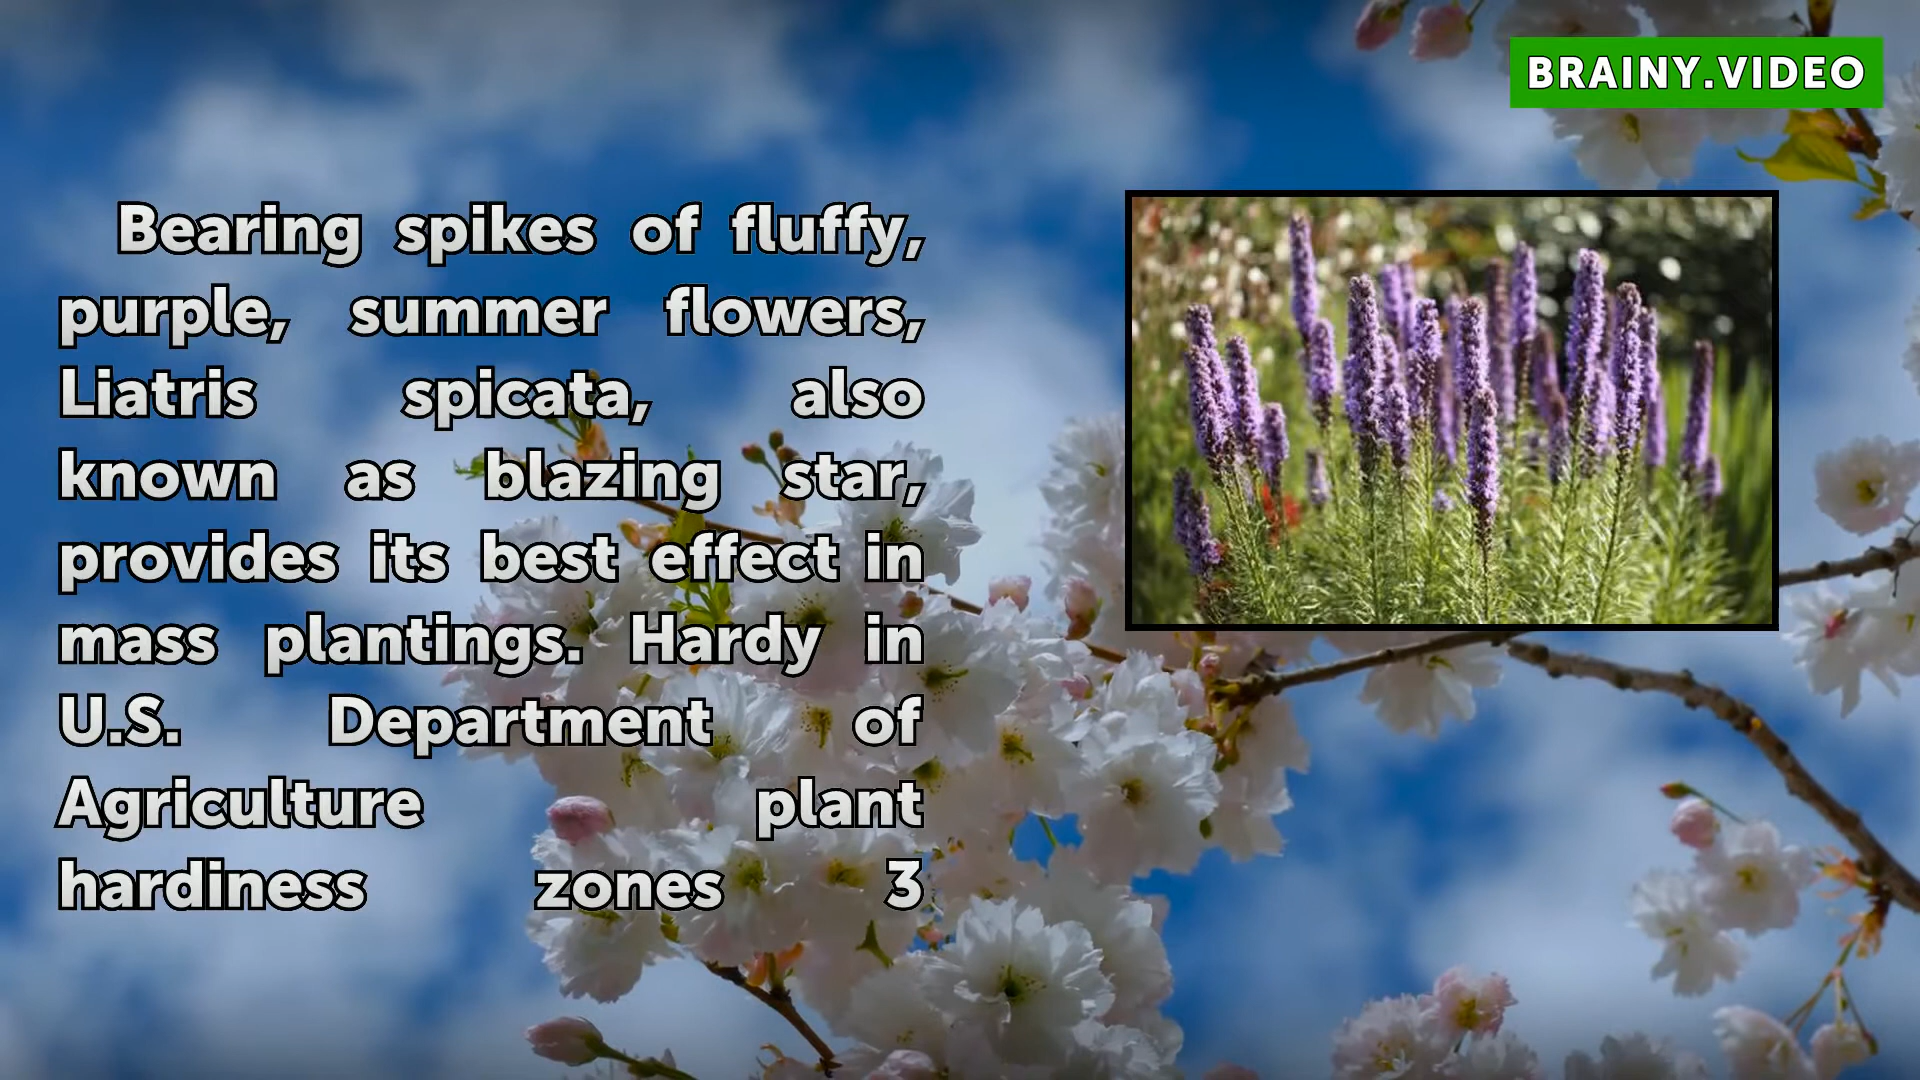 BRAINY.VIDEO
Bearing spikes of fluffy,
purple, summer flowers,
Liatris spicata, also
known as blazing star,
provides its best effect in
mass plantings. Hardy in
U.S. Department of
Agriculture plant
hardiness zones 3